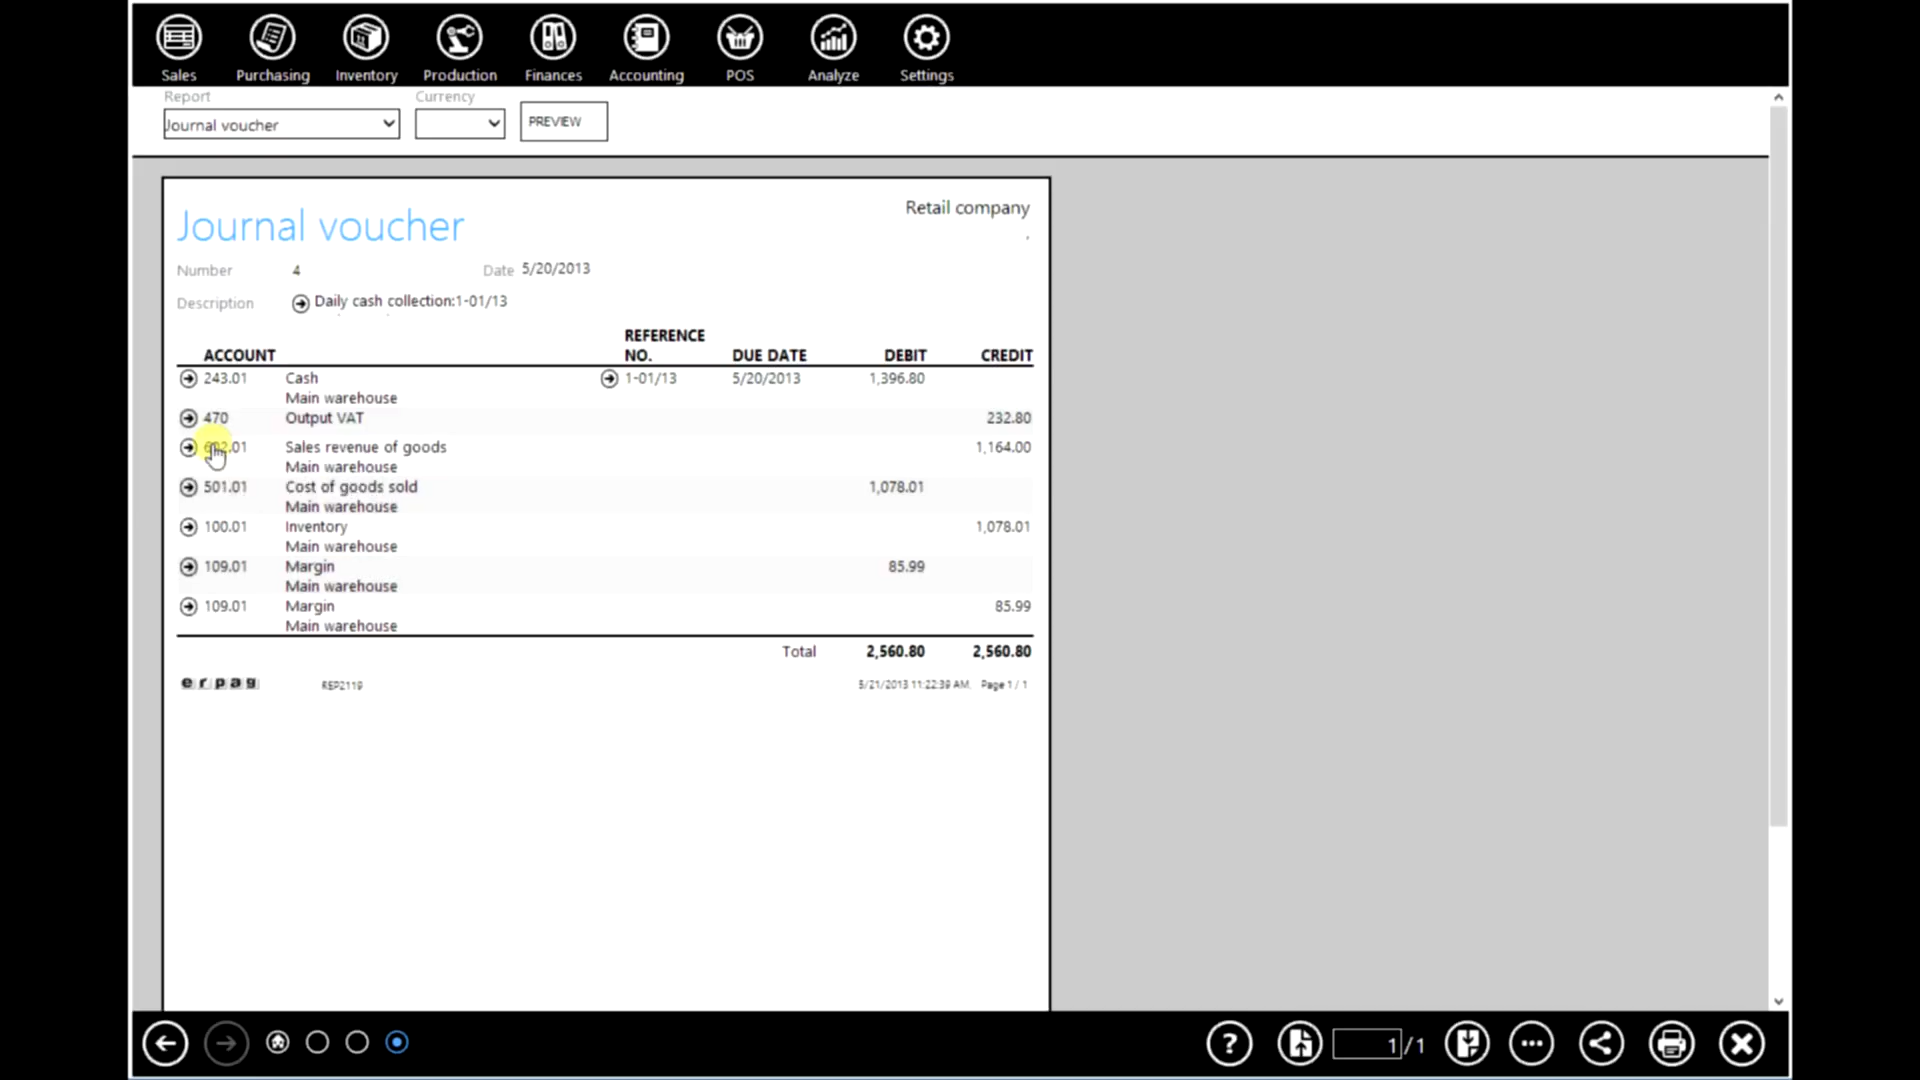 Sales Purchasing Inventory Production Finances Accounting POS Analyze Settings
Report Currency
Journal voucher PREVIEW
Retail company
Journal voucher
Number 4 Date 5/20/2013
Description Daily cash collection:1-01/13
REFERENCE
ACCOUNT NO. DUE DATE DEBIT CREDIT
243.01 Cash 1-01/13 5/20/2013 1,396.80
Main warehouse
470 Output VAT 232.80
Sales revenue of goods 1,164.00
Main warehouse
501.01 Cost of goods sold 1,078.01
Main warehouse
100.01 Inventory 1,078.01
Main warehouse
109.01 Margin 85.99
Main warehouse
109.01 Margin 85.99
Main warehouse
Total 2,560.80 2,560.80
erpag REP2119 5/21/2013 11:22:39 AM Page 1 / 1
? 1 / 1